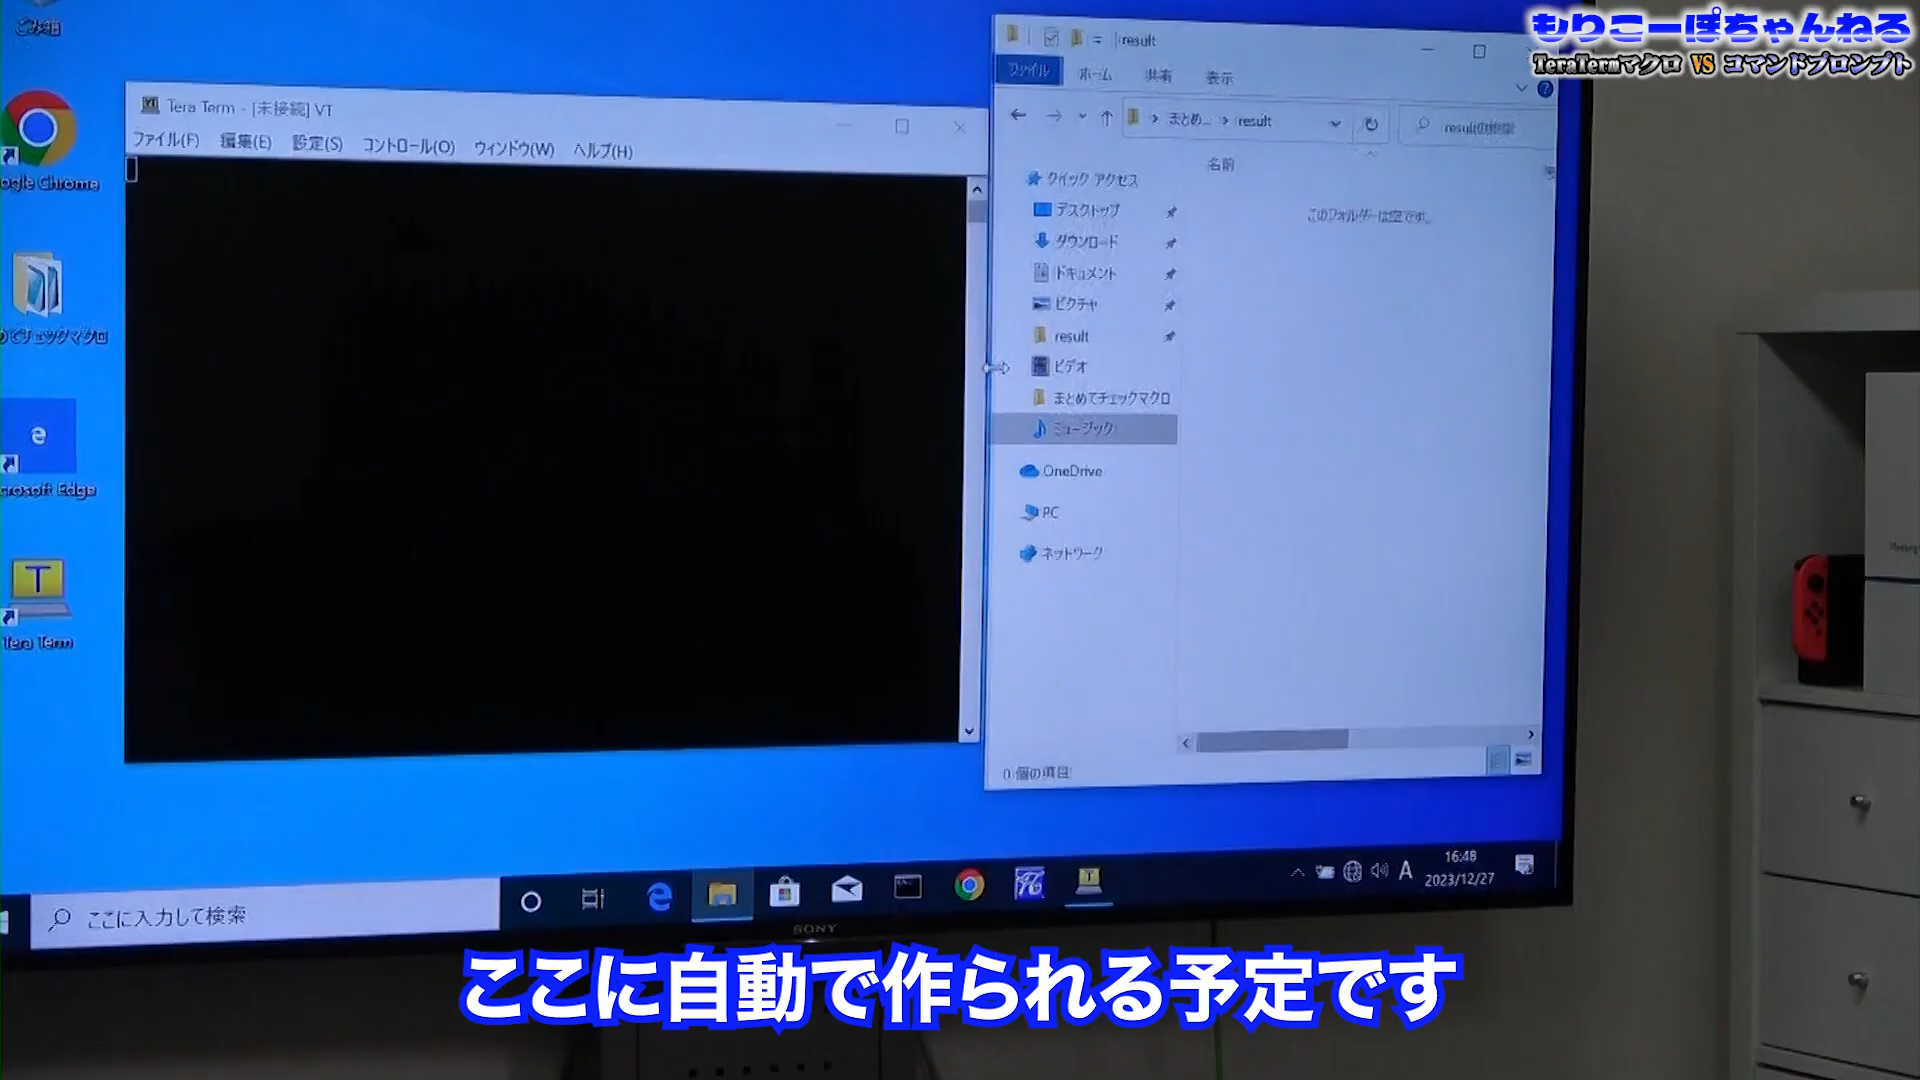 もりこーぽちゃんねる
TeraTermマクロ VS コマンドプロンプト
ごみ箱
ogle Chrome
めてチェックマクロ
crosoft Edge
Tera Term
Tera Term - [未接続] VT
ファイル(F) 編集(E) 設定(S) コントロール(O) ウィンドウ(W) ヘルプ(H)
result
ファイル ホーム 共有 表示
まとめ... > result
resultの検索
名前
このフォルダーは空です。
クイック アクセス
デスクトップ
ダウンロード
ドキュメント
ピクチャ
result
ビデオ
まとめてチェックマクロ
ミュージック
OneDrive
PC
ネットワーク
0 個の項目
ここに入力して検索
A
16:48
2023/12/27
SONY
ここに自動で作られる予定です